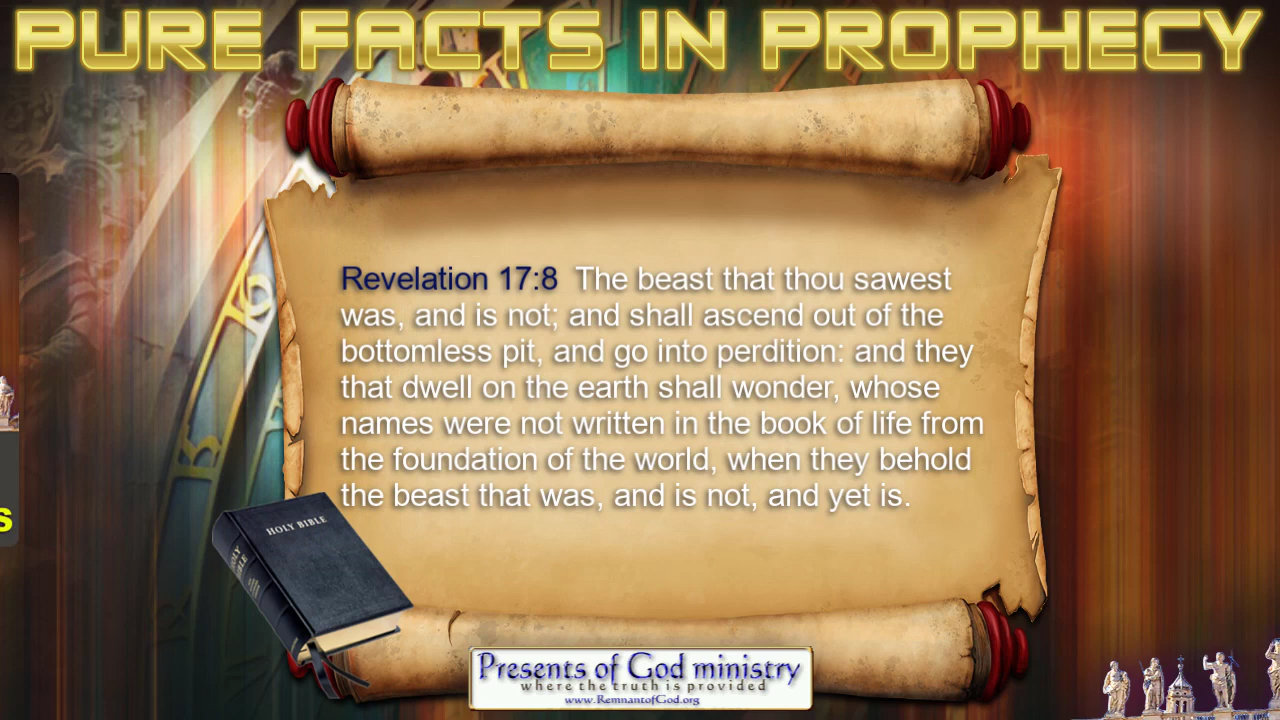 PURE FACTS IN PROPHECY
Revelation 17:8 The beast that thou sawest
was, and is not; and shall ascend out of the
bottomless pit, and go into perdition: and they
that dwell on the earth shall wonder, whose
names were not written in the book of life from
the foundation of the world, when they behold
the beast that was, and is not, and yet is.
HOLY BIBLE
HOLY BIBLE
s
Presents of God ministry
where the truth is provided
www.RemnantofGod.org